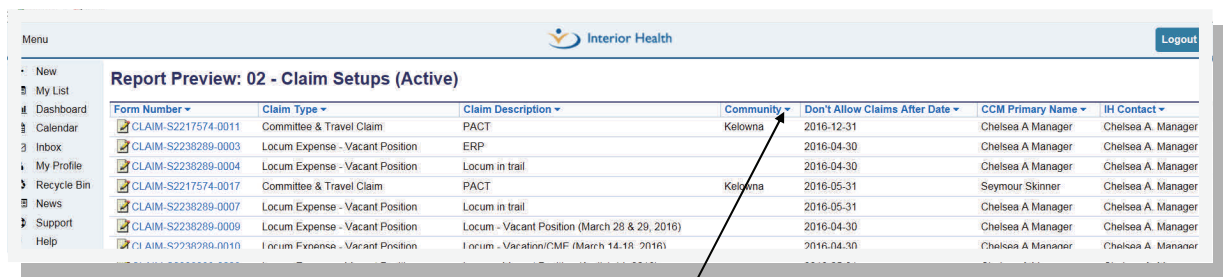 Menu
Interior Health
Logout
New
My List
Dashboard
Calendar
Inbox
My Profile
Recycle Bin
News
Support
Help
Report Preview: 02 - Claim Setups (Active)
Form Number Claim Type Claim Description Community Don't Allow Claims After Date CCM Primary Name IH Contact
CLAIM-S2217574-0011 Committee & Travel Claim PACT Kelowna 2016-12-31 Chelsea A Manager Chelsea A. Manager
CLAIM-S2238289-0003 Locum Expense - Vacant Position ERP 2016-04-30 Chelsea A Manager Chelsea A. Manager
CLAIM-S2238289-0004 Locum Expense - Vacant Position Locum in trail 2016-04-30 Chelsea A Manager Chelsea A. Manager
CLAIM-S2217574-0017 Committee & Travel Claim PACT Kelowna 2016-05-31 Seymour Skinner Chelsea A. Manager
CLAIM-S2238289-0007 Locum Expense - Vacant Position Locum in trail 2016-05-31 Chelsea A Manager Chelsea A. Manager
CLAIM-S2238289-0009 Locum Expense - Vacant Position Locum - Vacant Position (March 28 & 29, 2016) 2016-04-30 Chelsea A Manager Chelsea A. Manager
CLAIM-S2238289-0010 Locum Expense - Vacant Position Locum - Vacation/CME (March 14-18, 2016) 2016-04-30 Chelsea A Manager Chelsea A. Manager